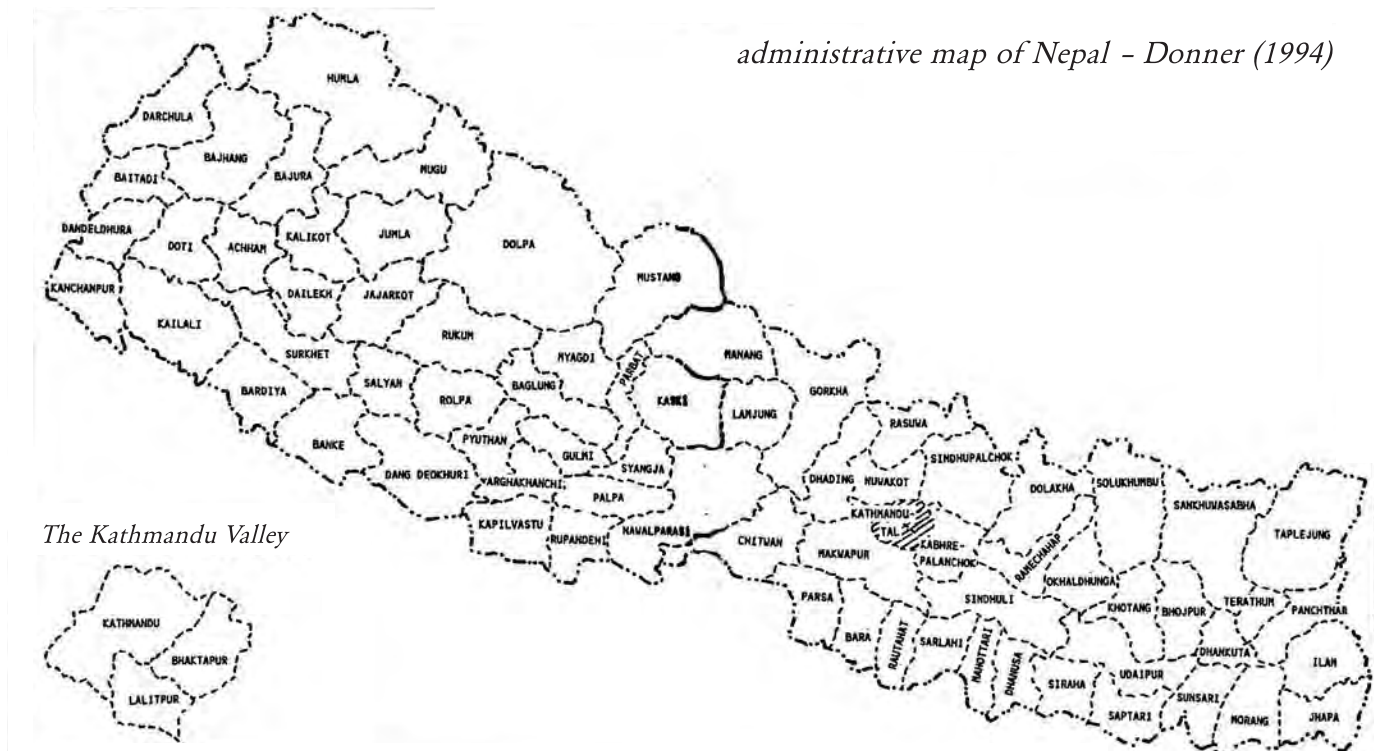 administrative map of Nepal – Donner (1994)
HUMLA
DARCHULA
BAJHANG
BAJURA
MUGU
BAITADI
DANDELDHURA
DOTI
ACHHAM
KALIKOT
JUMLA
DOLPA
MUSTANG
KANCHANPUR
DAILEKH
JAJARKOT
KAILALI
RUKUM
SURKHET
MYAGDI
PARBAT
MANANG
BARDIYA
SALYAN
ROLPA
BAGLUNG
KASKI
LAMJUNG
GORKHA
RASUWA
BANKE
PYUTHAN
GULMI
SYANGJA
SINDHUPALCHOK
DANG DEOKHURI
ARGHAKHANCHI
PALPA
DHADING
NUWAKOT
DOLAKHA
SOLUKHUMBU
SANKHUWASABHA
TAPLEJUNG
KAPILVASTU
RUPANDEHI
NAWALPARASI
CHITWAN
KATHMANDU-
TAL
MAKWAPUR
KABHRE-
PALANCHOK
RAMECHAHAP
OKHALDHUNGA
PARSA
SINDHULI
KHOTANG
BHOJPUR
TERATHUM
PANCHTHAR
BARA
RAUTAHAT
SARLAHI
MAHOTTARI
DHANUSA
SIRAHA
UDAIPUR
DHANKUTA
ILAM
SAPTARI
SUNSARI
MORANG
JHAPA
The Kathmandu Valley
KATHMANDU
BHAKTAPUR
LALITPUR